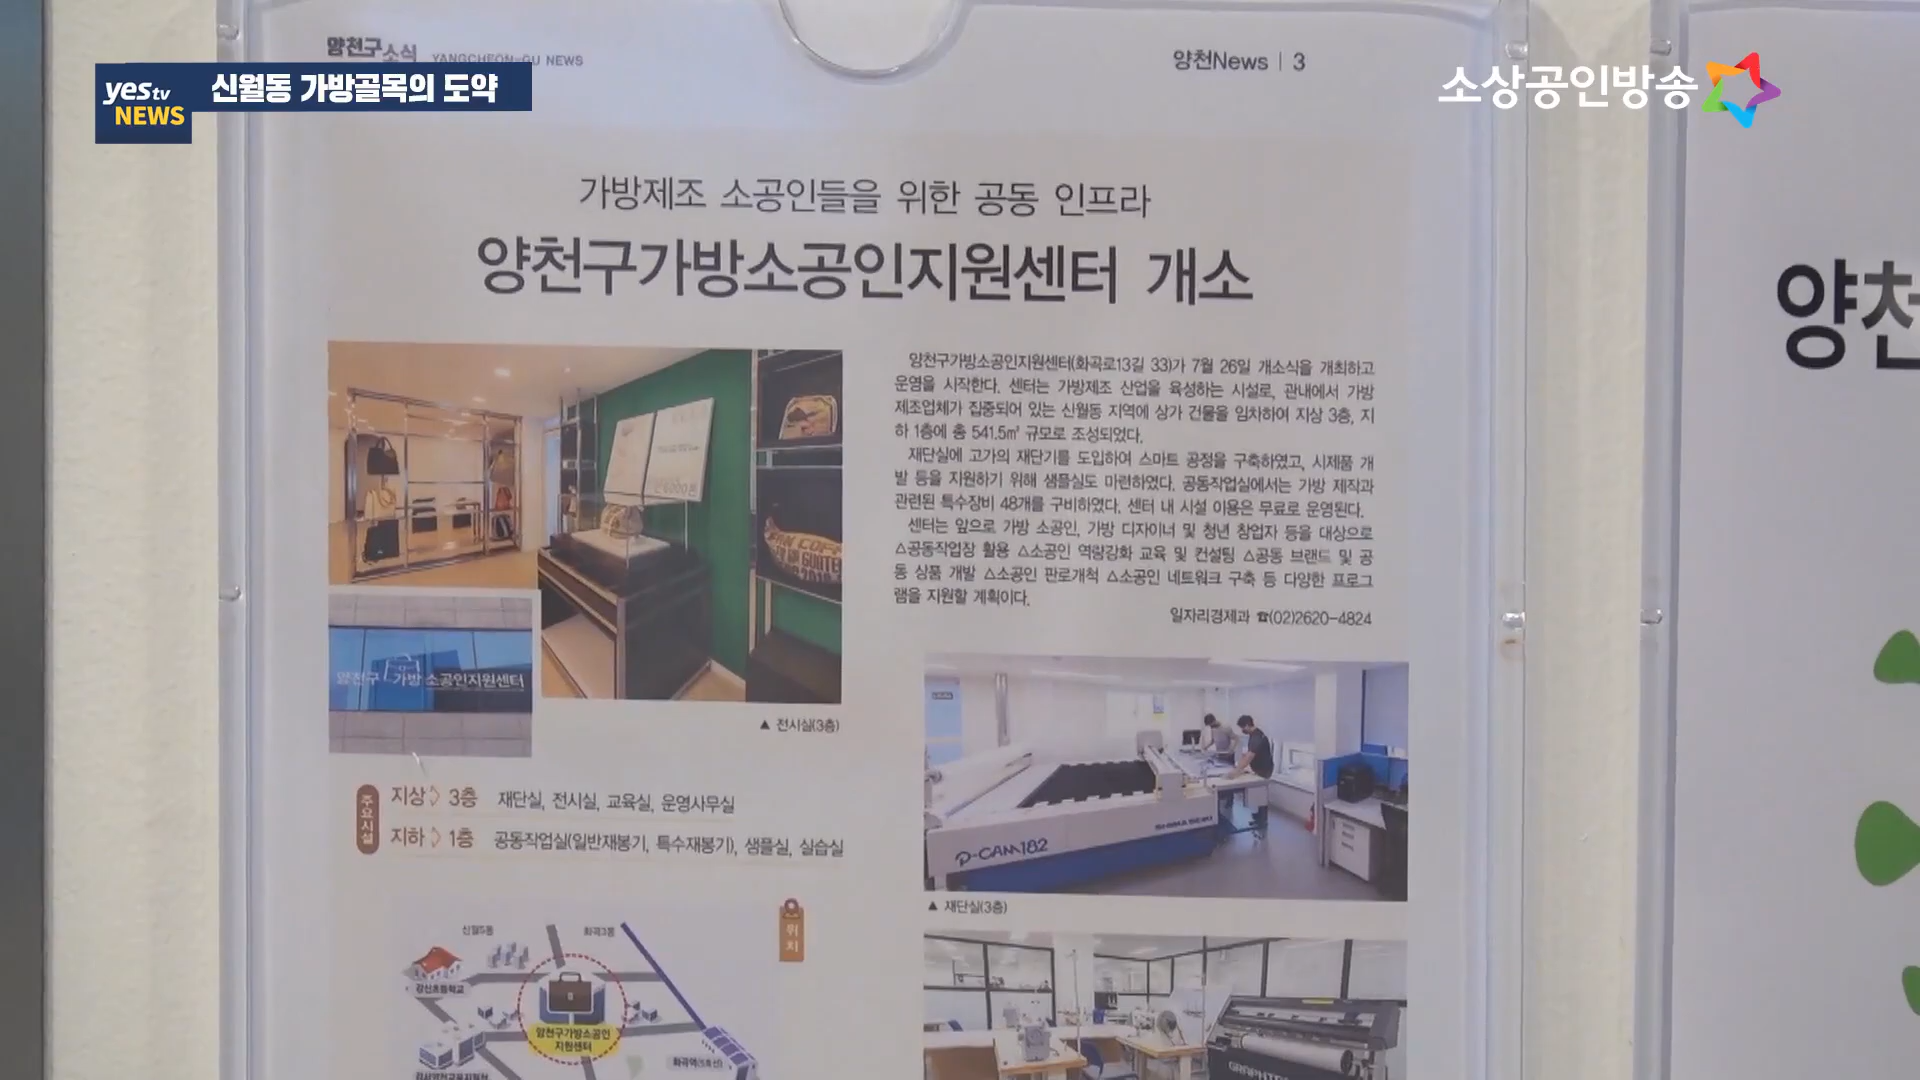 양천구소식 YANGCHEON-GU NEWS
양천News | 3
yes tv NEWS
신월동 가방골목의 도약
소상공인방송
가방제조 소공인들을 위한 공동 인프라
양천구가방소공인지원센터 개소
양천구가방소공인지원센터(화곡로13길 33)가 7월 26일 개소식을 개최하고
운영을 시작한다. 센터는 가방제조 산업을 육성하는 시설로, 관내에서 가방
제조업체가 집중되어 있는 신월동 지역에 상가 건물을 임차하여 지상 3층, 지
하 1층에 총 541.5㎡ 규모로 조성되었다.
재단실에 고가의 재단기를 도입하여 스마트 공정을 구축하였고, 시제품 개
발 등을 지원하기 위해 샘플실도 마련하였다. 공동작업실에서는 가방 제작과
관련된 특수장비 48개를 구비하였다. 센터 내 시설 이용은 무료로 운영된다.
센터는 앞으로 가방 소공인, 가방 디자이너 및 청년 창업자 등을 대상으로
△공동작업장 활용 △소공인 역량강화 교육 및 컨설팅 △공동 브랜드 및 공
동 상품 개발 △소공인 판로개척 △소공인 네트워크 구축 등 다양한 프로그
램을 지원할 계획이다.
일자리경제과 ☎(02)2620-4824
양천구 가방 소공인지원센터
▲ 전시실(3층)
주요시설
지상 3층 재단실, 전시실, 교육실, 운영사무실
지하 1층 공동작업실(일반재봉기, 특수재봉기), 샘플실, 실습실
P-CAM182
SHIMA SEIKI
▲ 재단실(3층)
위치
신월5동
화곡3동
강신초등학교
양천구가방소공인
지원센터
화곡역(5호선)
양천